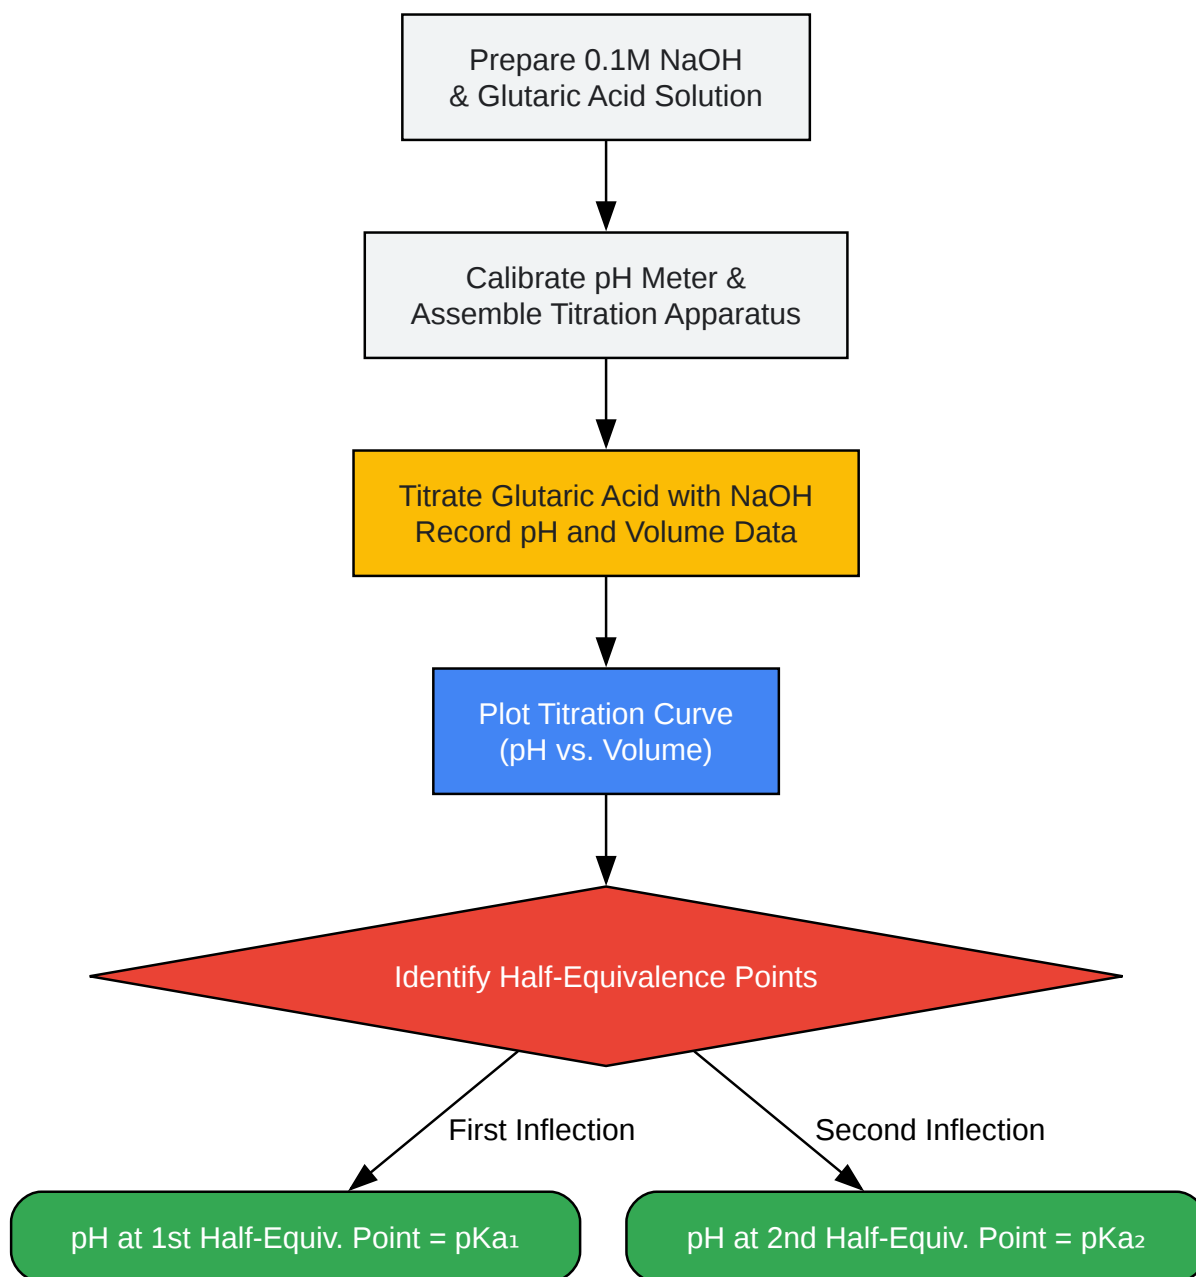 Prepare 0.1M NaOH
& Glutaric Acid Solution
Calibrate pH Meter &
Assemble Titration Apparatus
Titrate Glutaric Acid with NaOH
Record pH and Volume Data
Plot Titration Curve
(pH vs. Volume)
Identify Half-Equivalence Points
First Inflection
Second Inflection
pH at 1st Half-Equiv. Point = pKa₁
pH at 2nd Half-Equiv. Point = pKa₂